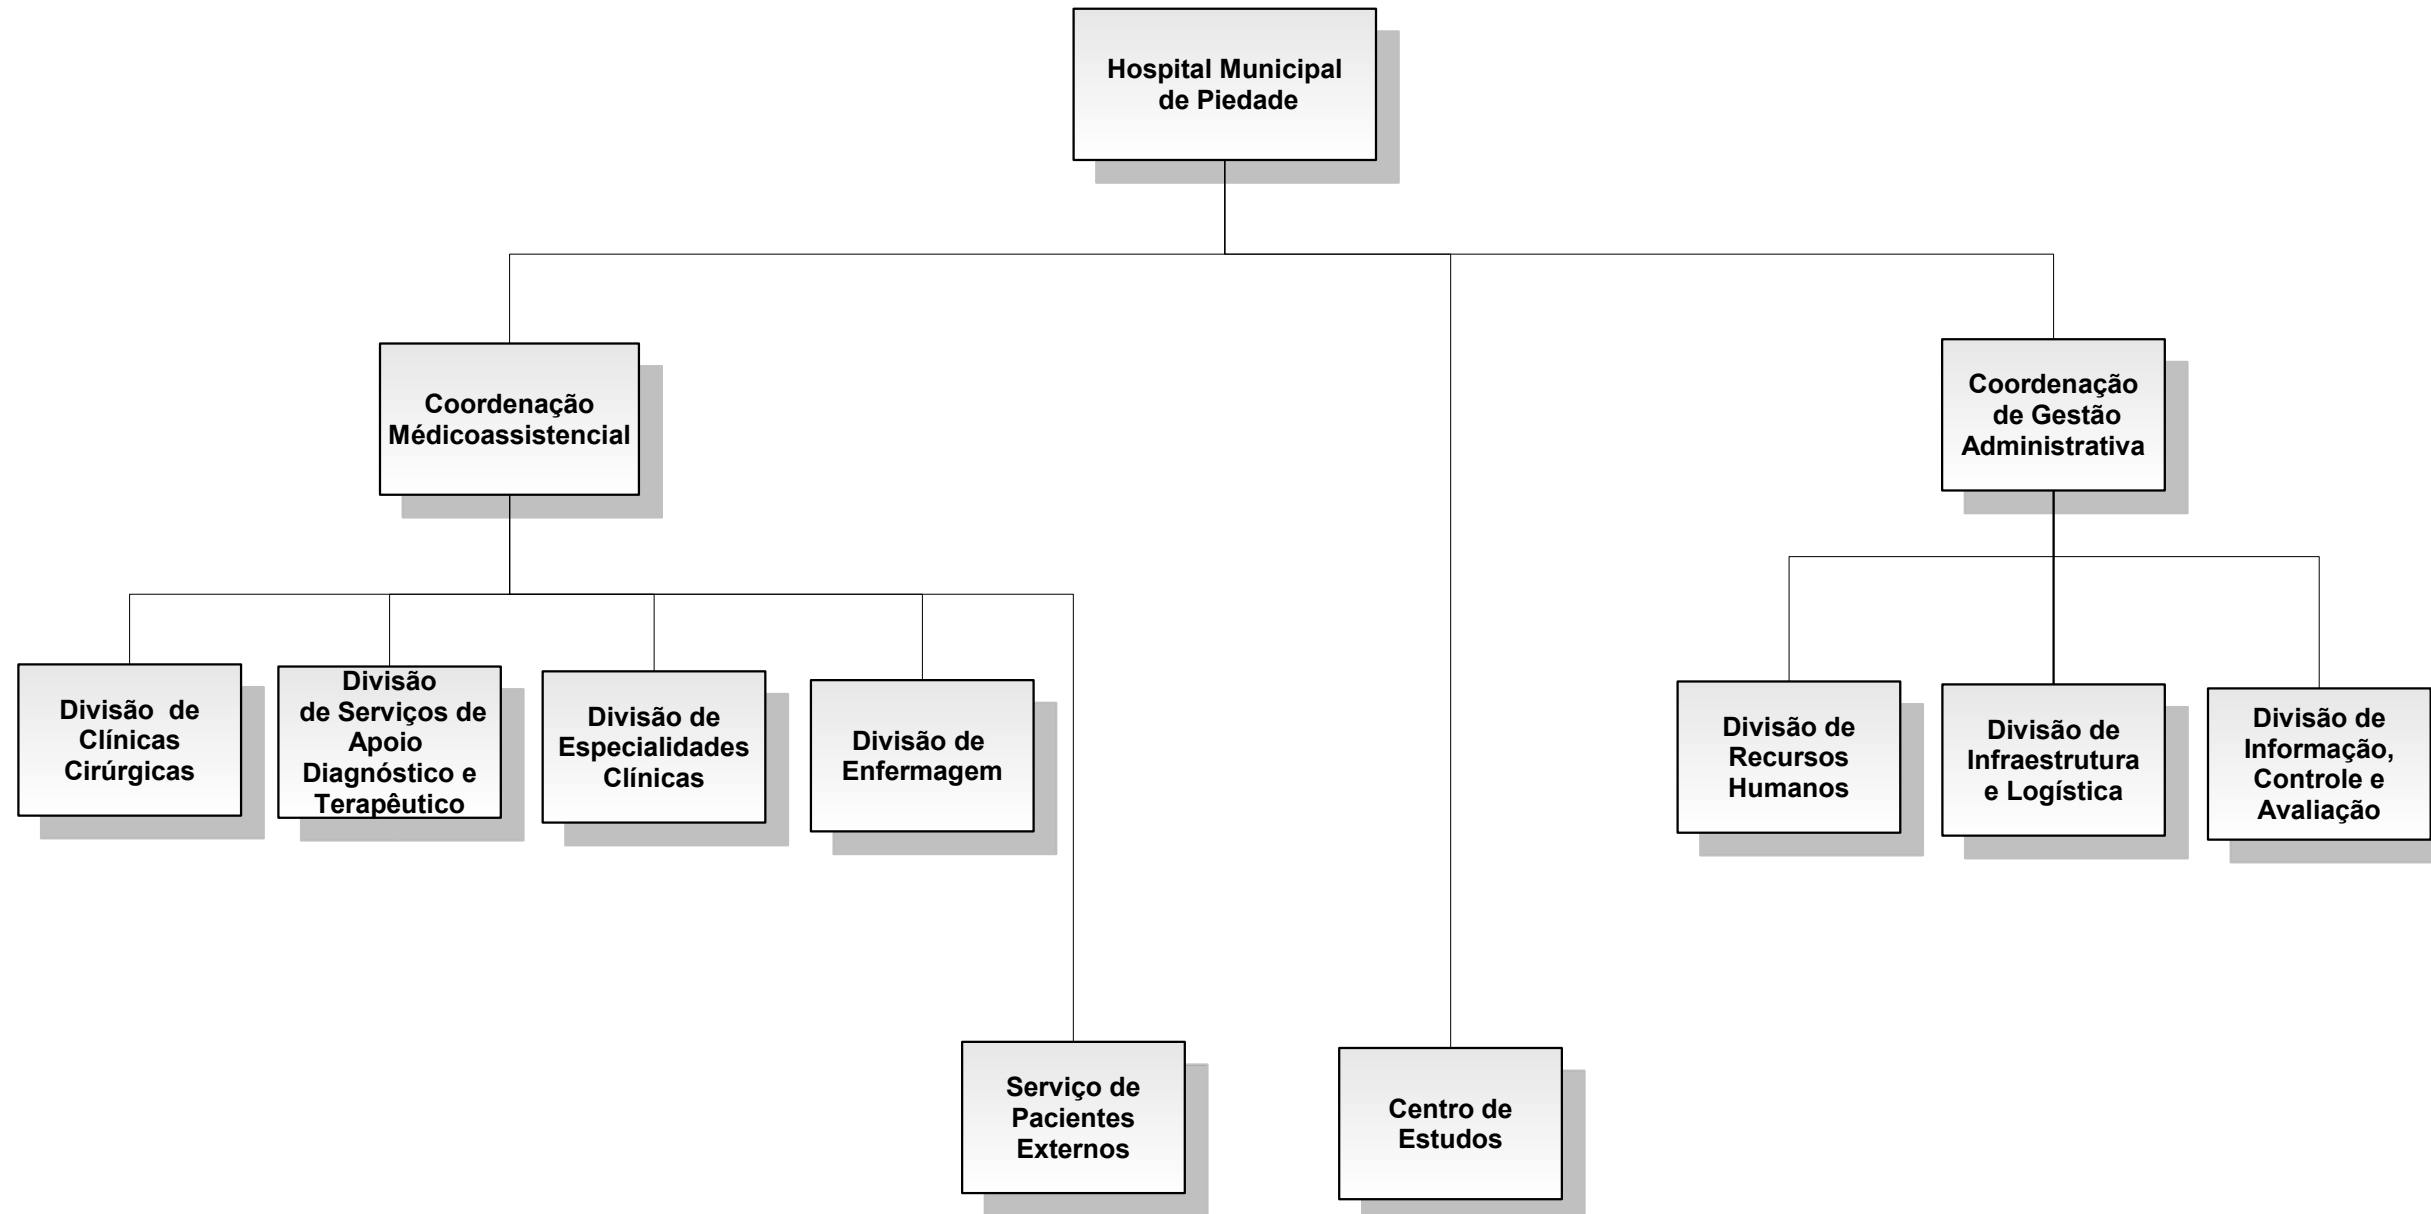 Hospital Municipal
de Piedade
Coordenação
Médicoassistencial
Coordenação
de Gestão
Administrativa
Divisão de
Clínicas
Cirúrgicas
Divisão
de Serviços de
Apoio
Diagnóstico e
Terapêutico
Divisão de
Especialidades
Clínicas
Divisão de
Enfermagem
Divisão de
Recursos
Humanos
Divisão de
Infraestrutura
e Logística
Divisão de
Informação,
Controle e
Avaliação
Serviço de
Pacientes
Externos
Centro de
Estudos